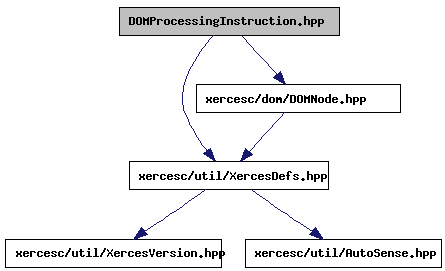 DOMProcessingInstruction.hpp
xercesc/dom/DOMNode.hpp
xercesc/util/XercesDefs.hpp
xercesc/util/XercesVersion.hpp
xercesc/util/AutoSense.hpp